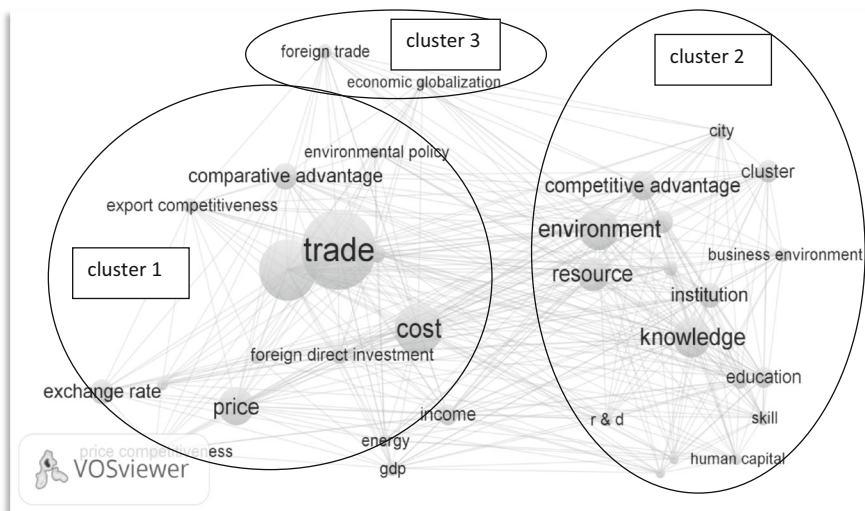 foreign trade
cluster 3
economic globalization
cluster 2
city
environmental policy
comparative advantage
competitive advantage
cluster
export competitiveness
environment
trade
business environment
cluster 1
resource
institution
cost
knowledge
foreign direct investment
exchange rate
education
price
income
r & d
skill
energy
price competitiveness
human capital
gdp
VOSviewer